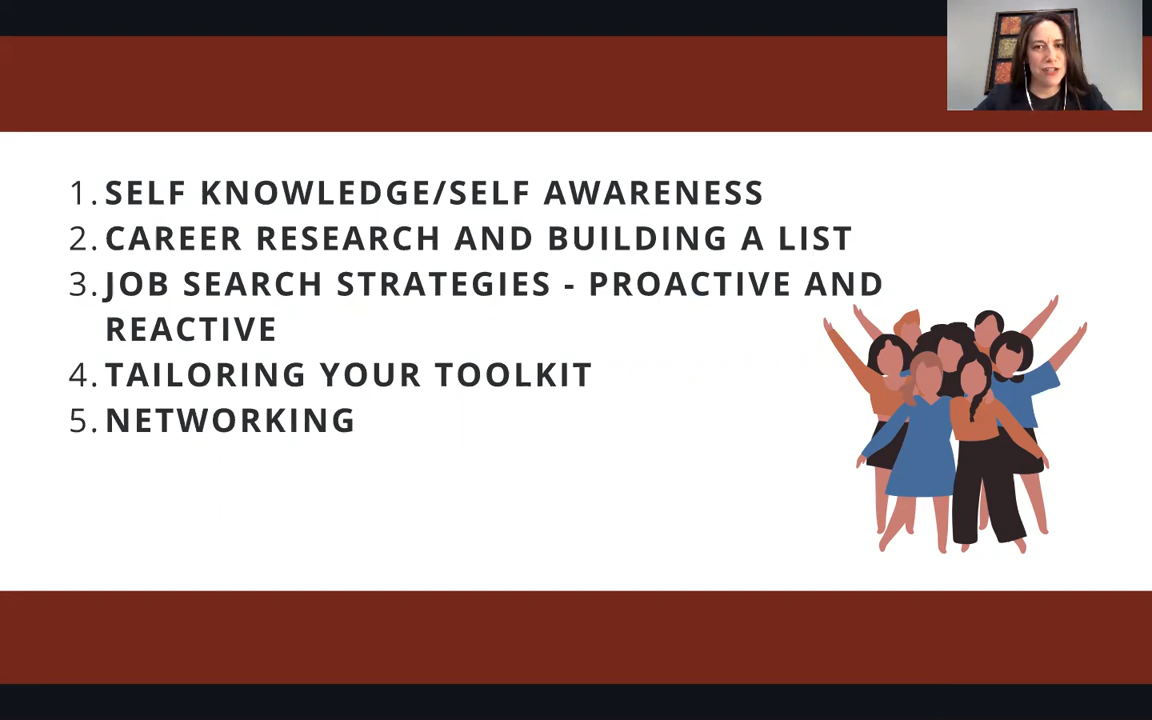 1. SELF KNOWLEDGE/SELF AWARENESS
2. CAREER RESEARCH AND BUILDING A LIST
3. JOB SEARCH STRATEGIES - PROACTIVE AND
REACTIVE
4. TAILORING YOUR TOOLKIT
5. NETWORKING